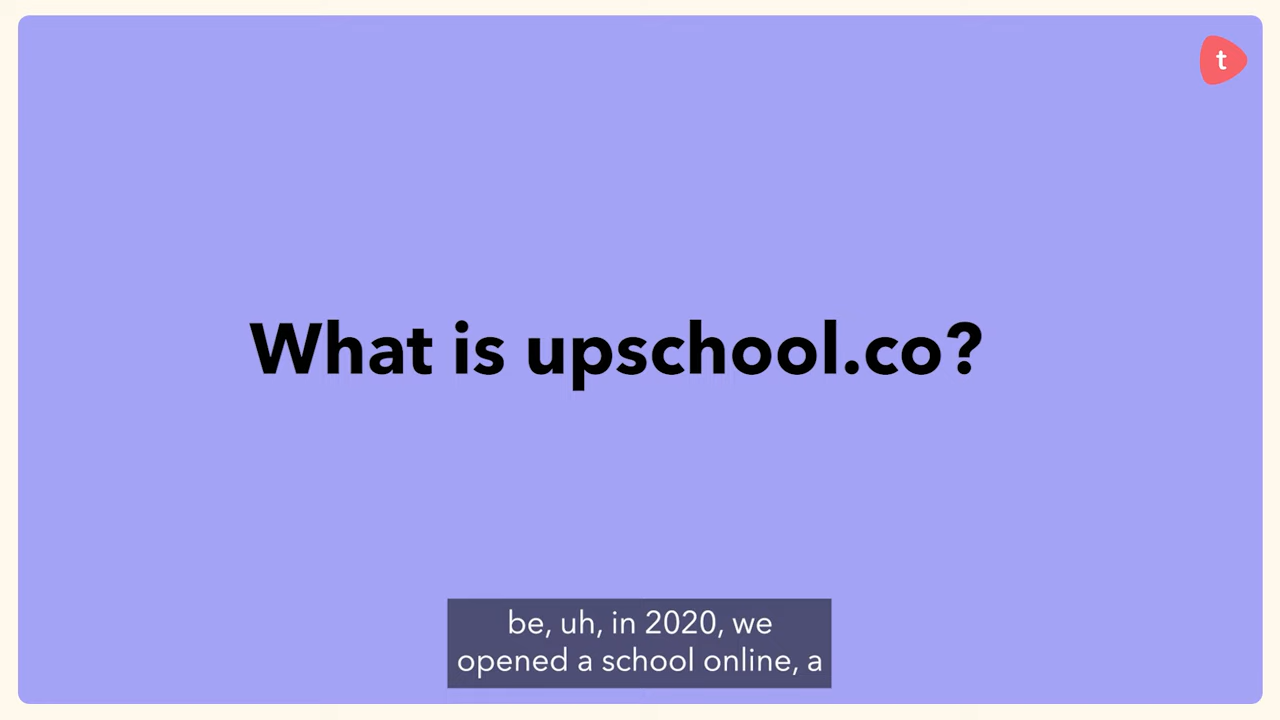 t
What is upschool.co?
be, uh, in 2020, we
opened a school online, a